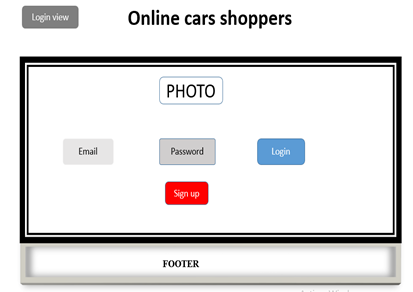 Login view
Online cars shoppers
PHOTO
Email
Password
Login
Sign up
FOOTER